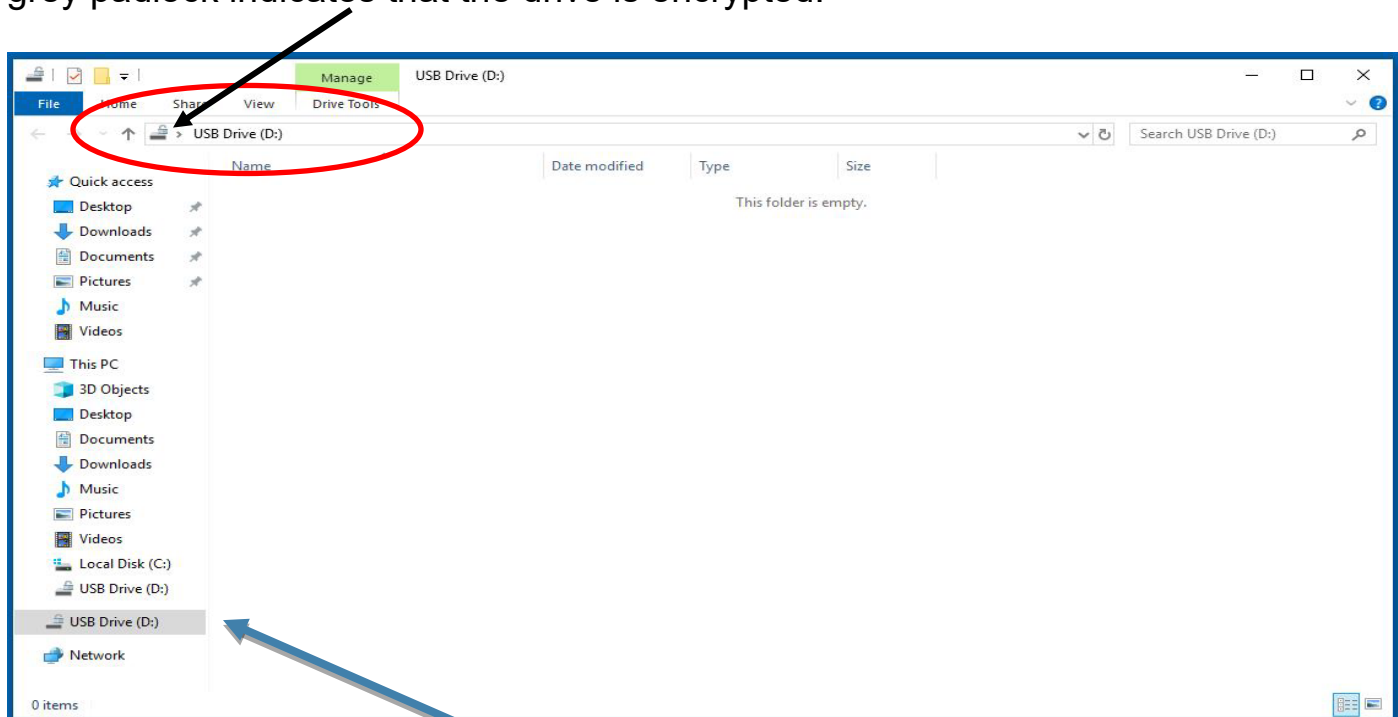 grey padlock indicates that the drive is encrypted.
Manage USB Drive (D:)
File Home Share View Drive Tools
USB Drive (D:) Search USB Drive (D:)
Name Date modified Type Size
This folder is empty.
Quick access
Desktop
Downloads
Documents
Pictures
Music
Videos
This PC
3D Objects
Desktop
Documents
Downloads
Music
Pictures
Videos
Local Disk (C:)
USB Drive (D:)
USB Drive (D:)
Network
0 items